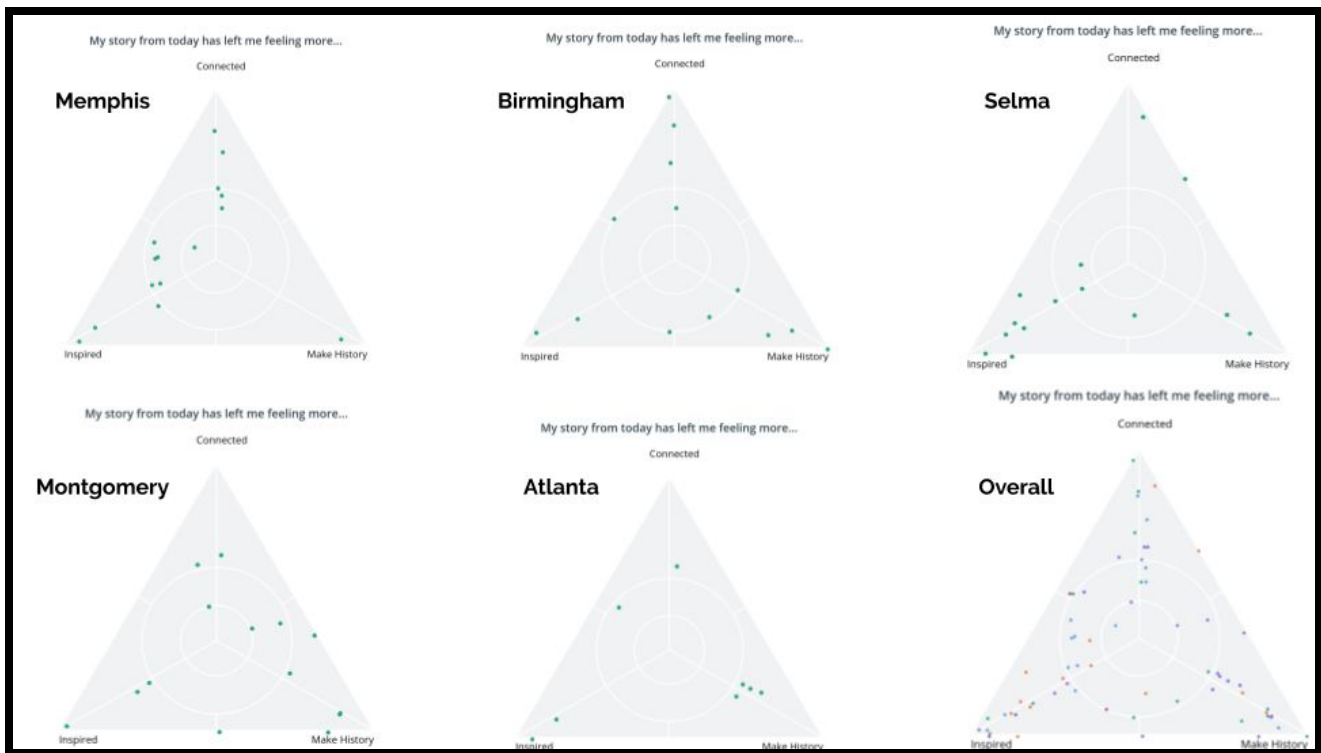 My story from today has left me feeling more...
Connected
Memphis
Inspired
Make History
My story from today has left me feeling more...
Connected
Birmingham
Inspired
Make History
My story from today has left me feeling more...
Connected
Selma
Inspired
Make History
My story from today has left me feeling more...
Connected
Montgomery
Inspired
Make History
My story from today has left me feeling more...
Connected
Atlanta
Inspired
Make History
My story from today has left me feeling more...
Connected
Overall
Inspired
Make History